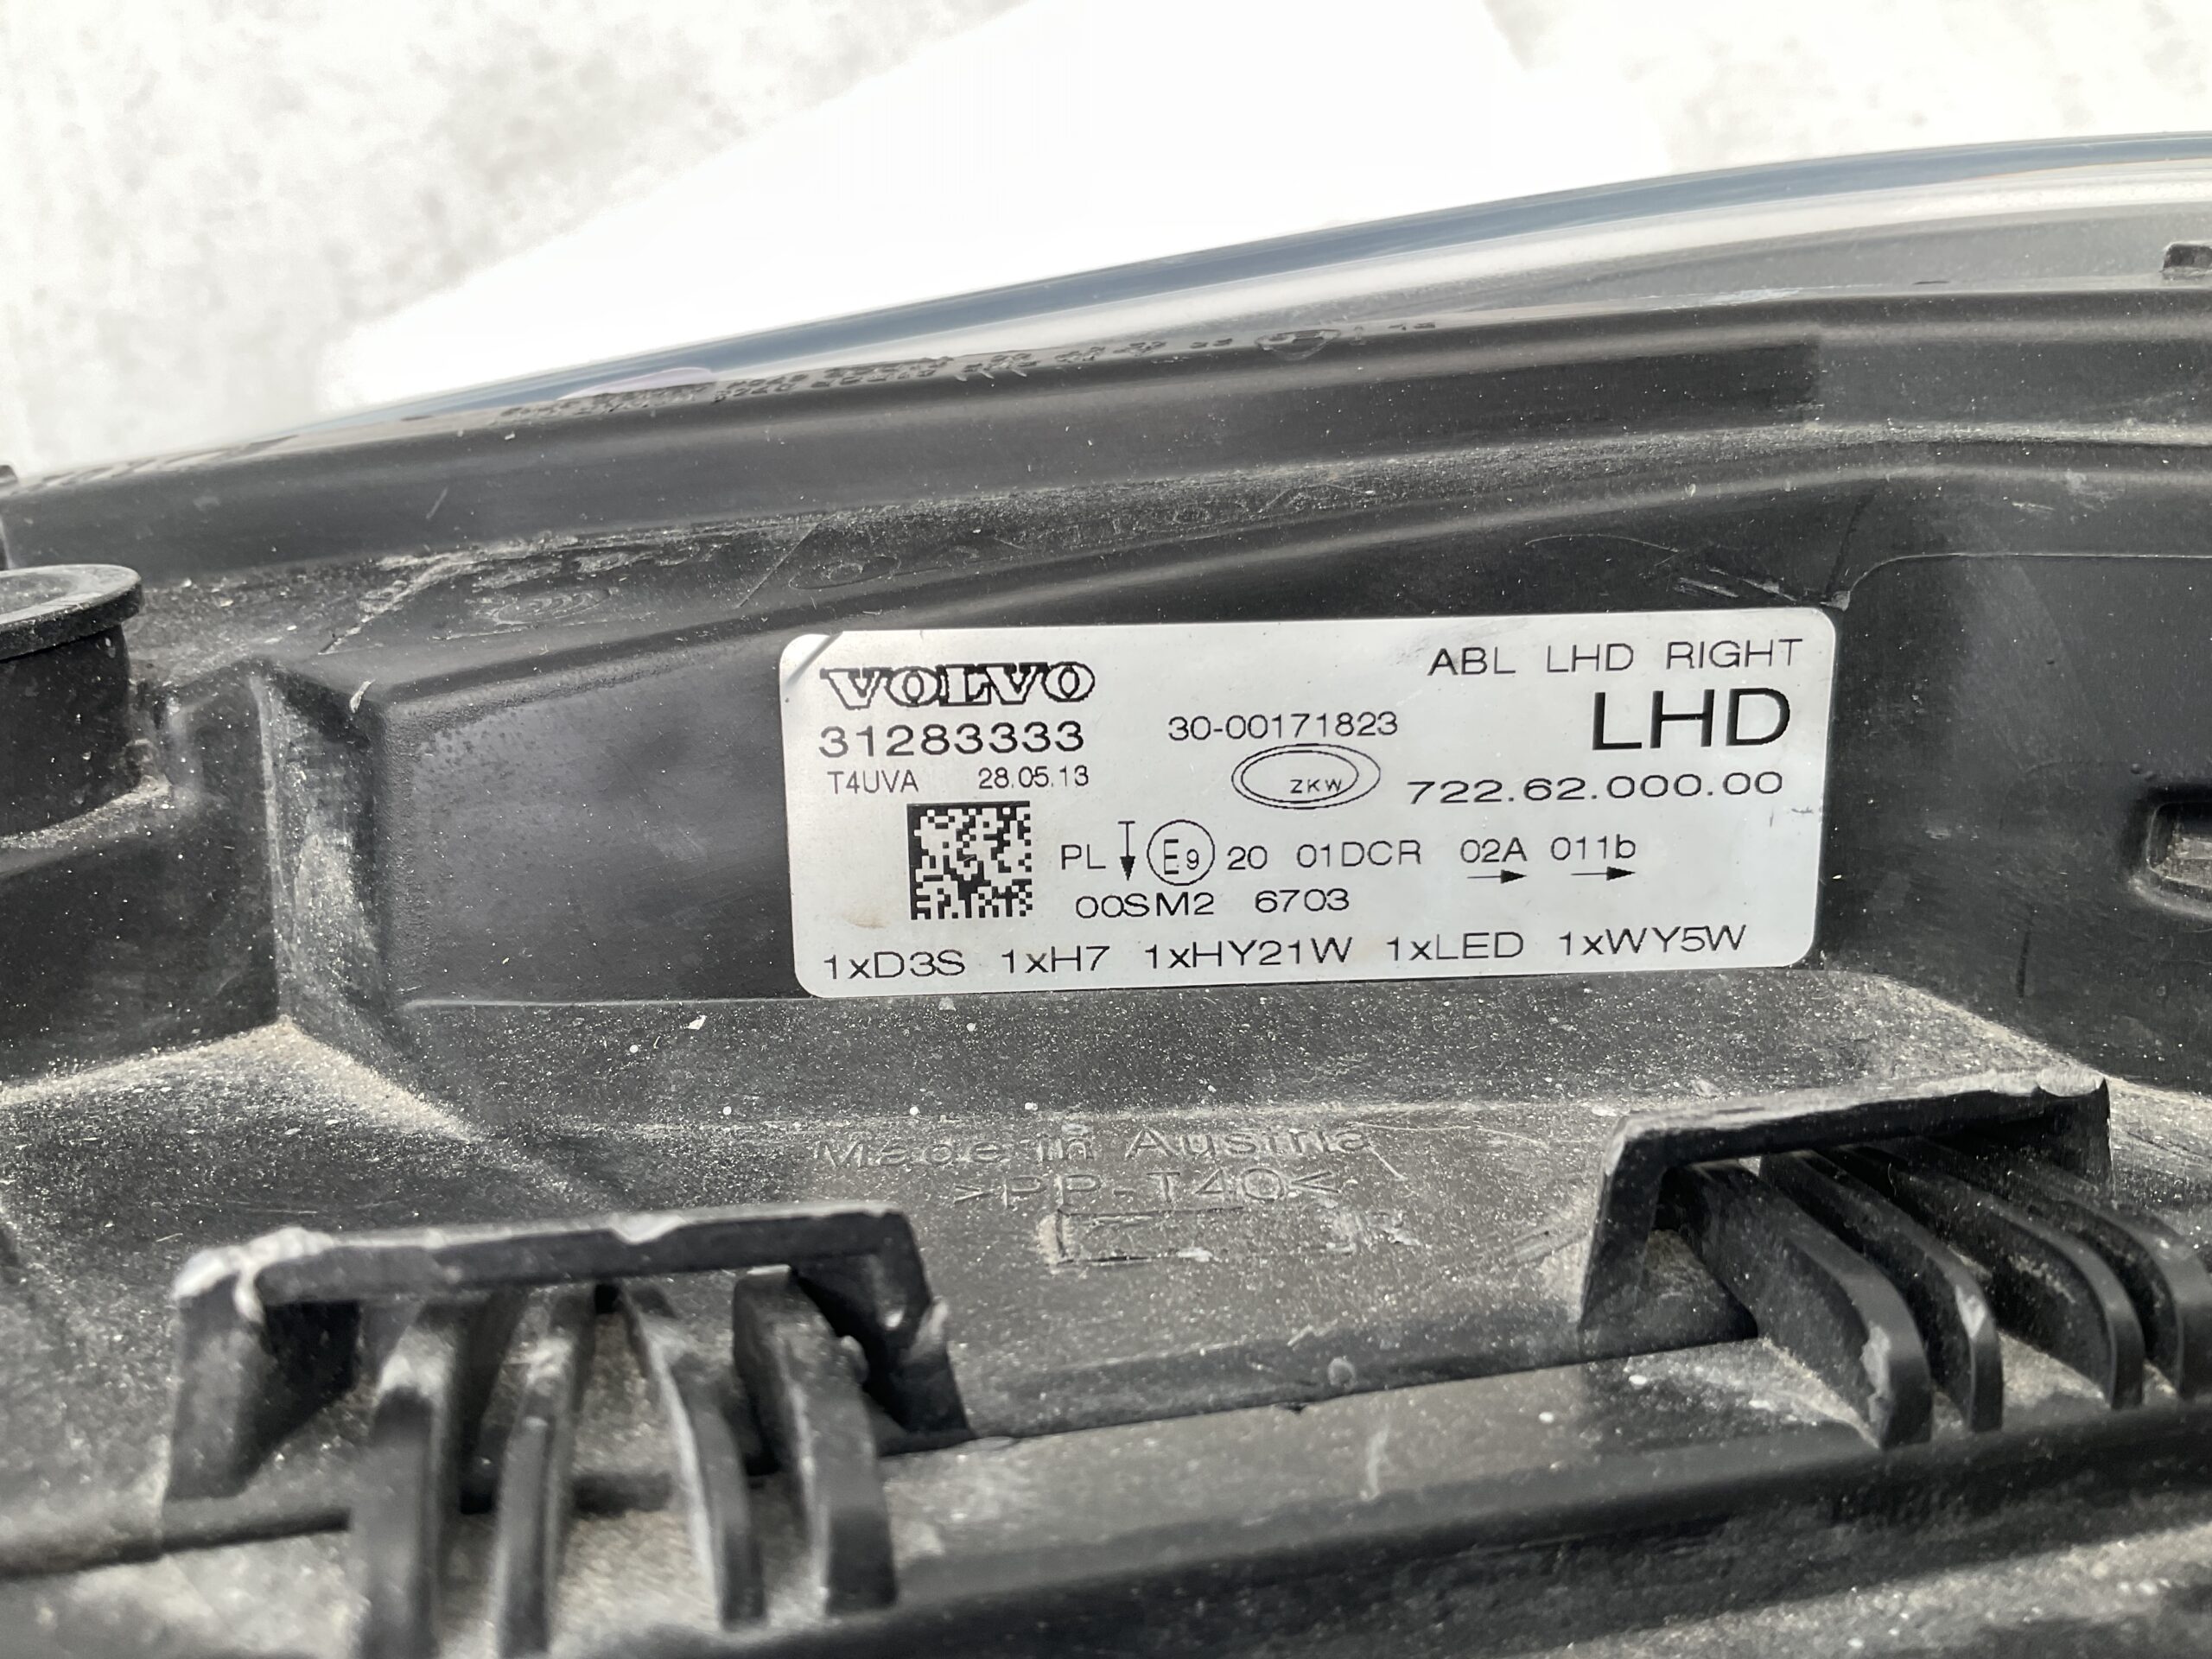 VOLVO
31283333
T4UVA 28.05.13
30-00171823
ZKW
ABL LHD RIGHT
LHD
722.62.000.00
PL E9 20 01DCR 02A 011b
00SM2 6703
1xD3S 1xH7 1xHY21W 1xLED 1xWY5W
Made in Austria
>PP-T40<